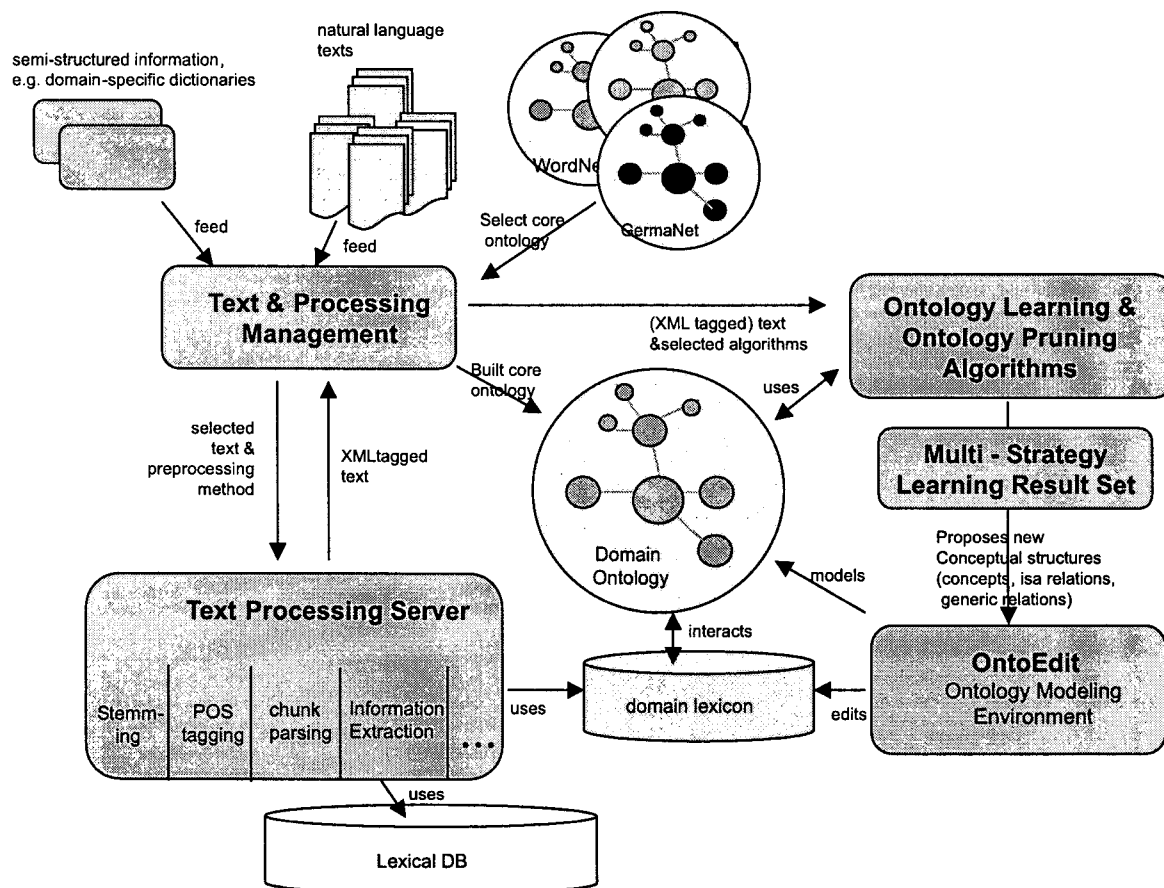 semi-structured information,
e.g. domain-specific dictionaries
natural language
texts
WordNe
GermaNet
feed
feed
Select core
ontology
Text & Processing
Management
(XML tagged) text
&selected algorithms
Ontology Learning &
Ontology Pruning
Algorithms
Built core
ontology
uses
selected
text &
preprocessing
method
XMLtagged
text
Multi - Strategy
Learning Result Set
Domain
Ontology
Proposes new
Conceptual structures
(concepts, isa relations,
generic relations)
models
Text Processing Server
Stemm-
ing
POS
tagging
chunk
parsing
Information
Extraction
...
interacts
uses
domain lexicon
edits
OntoEdit
Ontology Modeling
Environment
uses
Lexical DB